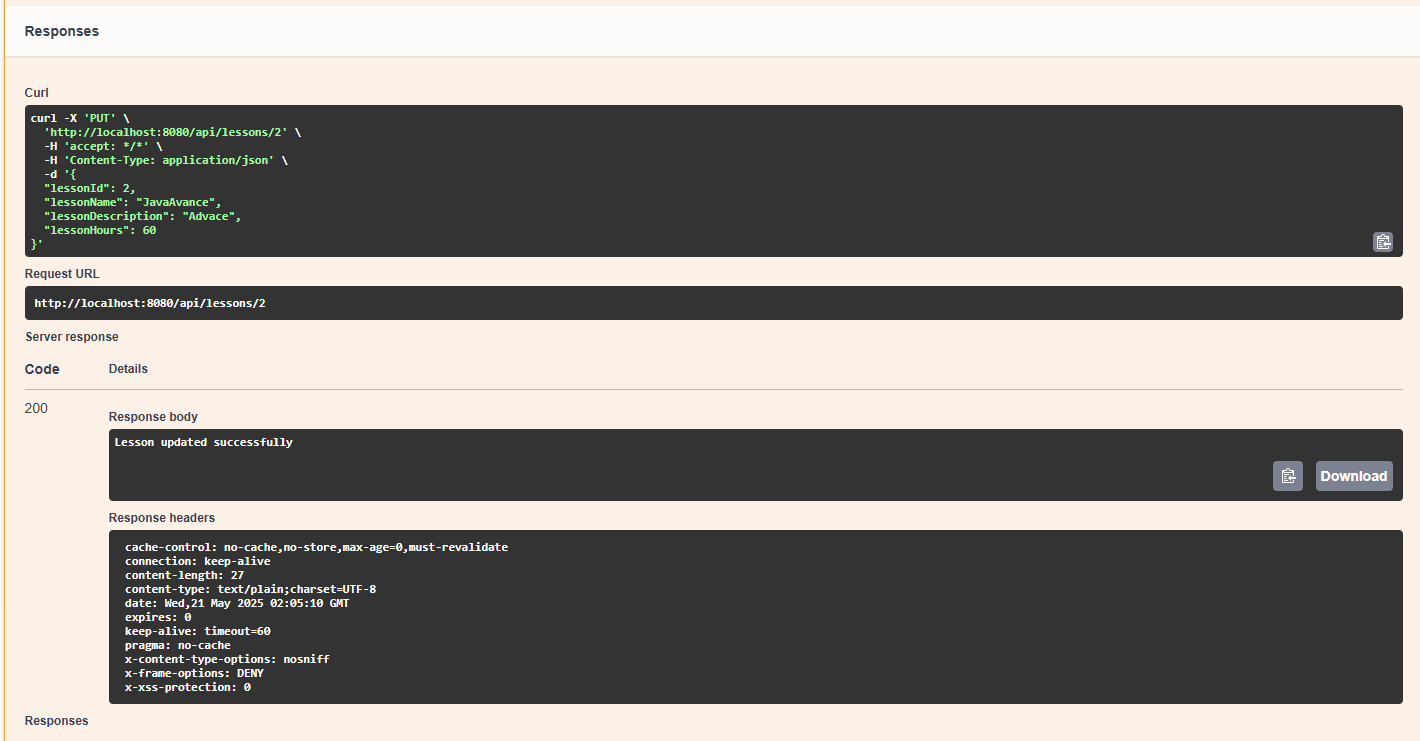 Responses
Curl
curl -X 'PUT' \
  'http://localhost:8080/api/lessons/2' \
  -H 'accept: */*' \
  -H 'Content-Type: application/json' \
  -d '{
  "lessonId": 2,
  "lessonName": "JavaAvance",
  "lessonDescription": "Advace",
  "lessonHours": 60
}'
Request URL
http://localhost:8080/api/lessons/2
Server response
Code Details
200
Response body
Lesson updated successfully
Download
Response headers
cache-control: no-cache,no-store,max-age=0,must-revalidate
connection: keep-alive
content-length: 27
content-type: text/plain;charset=UTF-8
date: Wed,21 May 2025 02:05:10 GMT
expires: 0
keep-alive: timeout=60
pragma: no-cache
x-content-type-options: nosniff
x-frame-options: DENY
x-xss-protection: 0
Responses